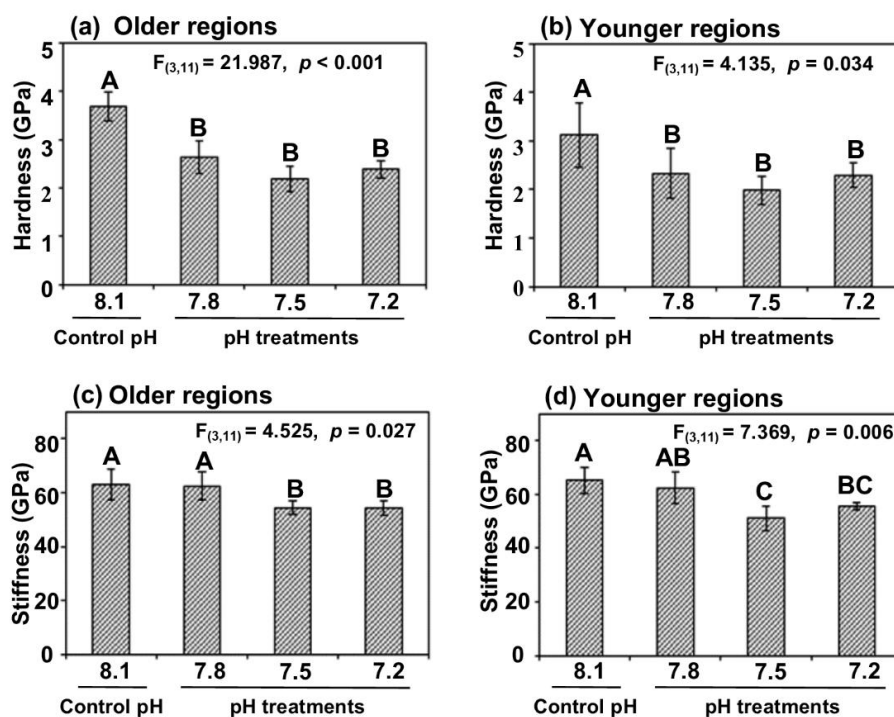 (a) Older regions
F(3,11) = 21.987, p < 0.001
Hardness (GPa)
5
4
3
2
1
0
A
B
B
B
8.1
7.8
7.5
7.2
Control pH
pH treatments
(b) Younger regions
F(3,11) = 4.135, p = 0.034
Hardness (GPa)
5
4
3
2
1
0
A
B
B
B
8.1
7.8
7.5
7.2
Control pH
pH treatments
(c) Older regions
F(3,11) = 4.525, p = 0.027
Stiffness (GPa)
80
60
40
20
0
A
A
B
B
8.1
7.8
7.5
7.2
Control pH
pH treatments
(d) Younger regions
F(3,11) = 7.369, p = 0.006
Stiffness (GPa)
80
60
40
20
0
A
AB
C
BC
8.1
7.8
7.5
7.2
Control pH
pH treatments